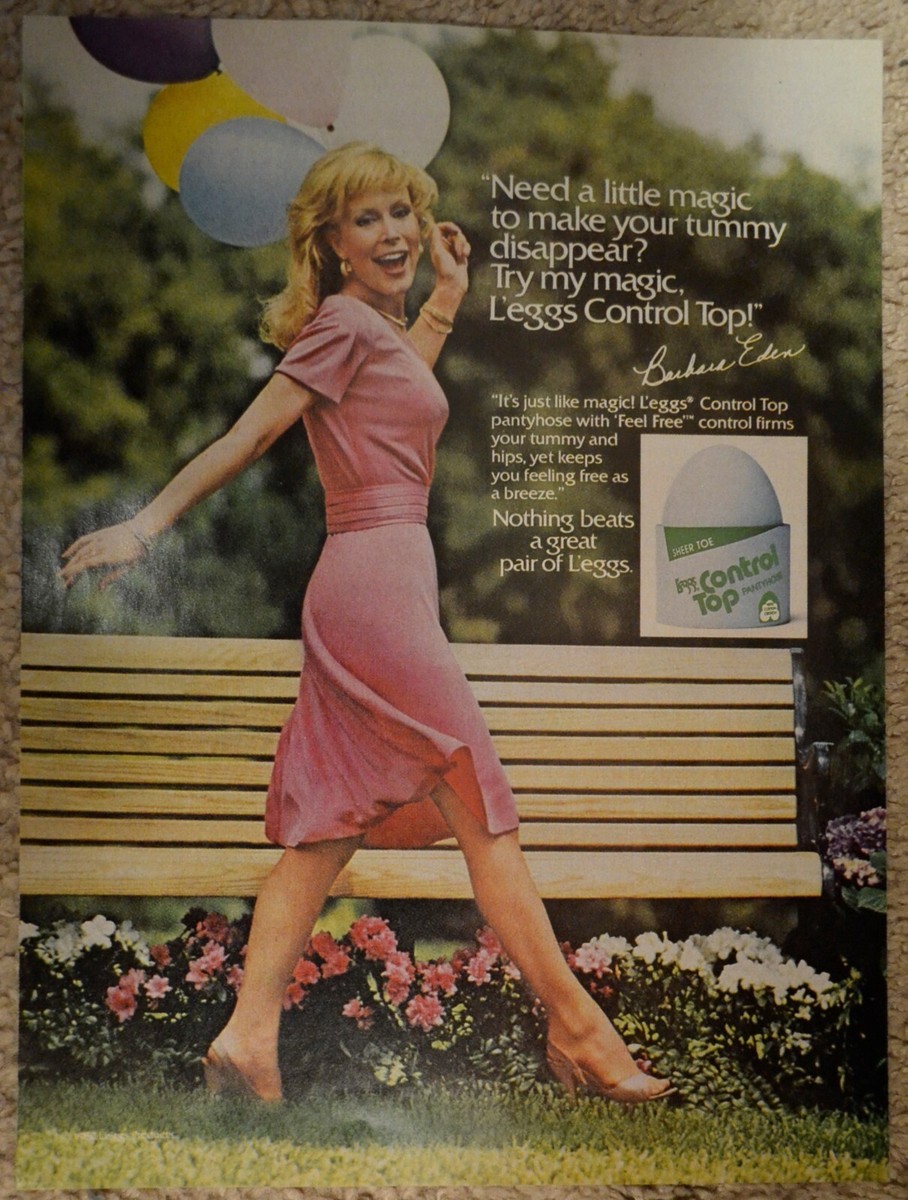 “Need a little magic
to make your tummy
disappear?
Try my magic,
L'eggs Control Top!”
Barbara Eden
“It's just like magic! L'eggs® Control Top
pantyhose with ‘Feel Free’™ control firms
your tummy and
hips, yet keeps
you feeling free as
a breeze.”
Nothing beats
a great
pair of L'eggs.
SHEER TOE
L'eggs Control
Top PANTYHOSE